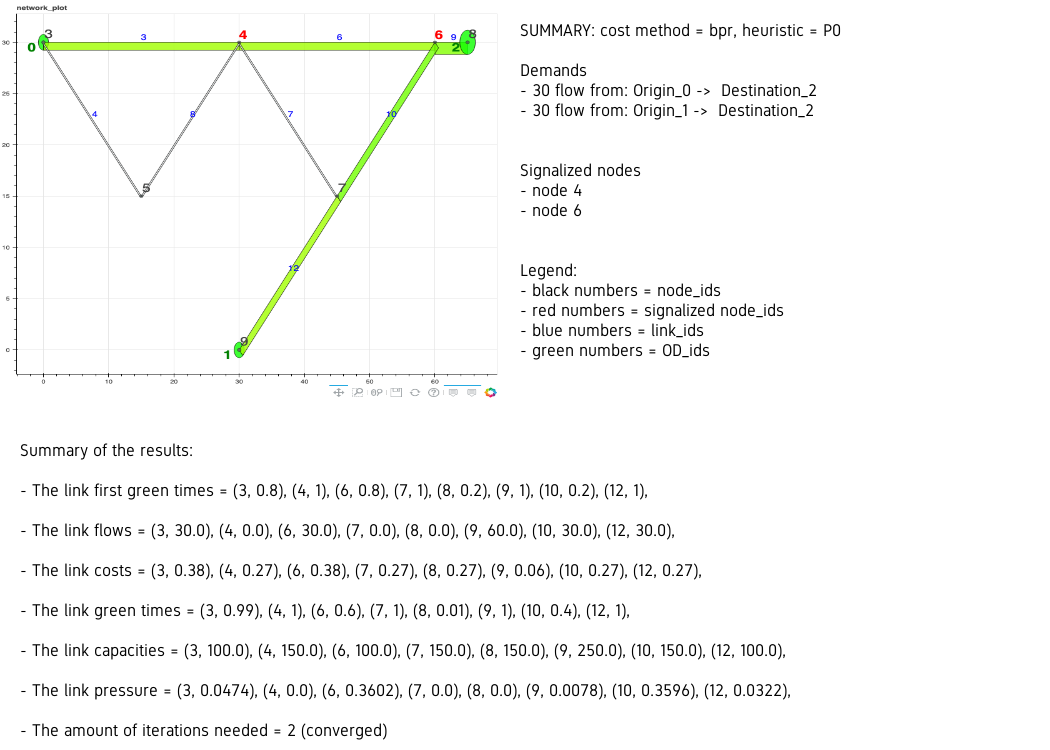 network_plot
SUMMARY: cost method = bpr, heuristic = P0
Demands
- 30 flow from: Origin_0 -> Destination_2
- 30 flow from: Origin_1 -> Destination_2
Signalized nodes
- node 4
- node 6
Legend:
- black numbers = node_ids
- red numbers = signalized node_ids
- blue numbers = link_ids
- green numbers = OD_ids
30
25
20
15
10
5
0
0
10
20
30
40
50
60
3
0
3
4
6
6
9
2
8
4
8
7
10
5
7
12
9
1
Summary of the results:
- The link first green times = (3, 0.8), (4, 1), (6, 0.8), (7, 1), (8, 0.2), (9, 1), (10, 0.2), (12, 1),
- The link flows = (3, 30.0), (4, 0.0), (6, 30.0), (7, 0.0), (8, 0.0), (9, 60.0), (10, 30.0), (12, 30.0),
- The link costs = (3, 0.38), (4, 0.27), (6, 0.38), (7, 0.27), (8, 0.27), (9, 0.06), (10, 0.27), (12, 0.27),
- The link green times = (3, 0.99), (4, 1), (6, 0.6), (7, 1), (8, 0.01), (9, 1), (10, 0.4), (12, 1),
- The link capacities = (3, 100.0), (4, 150.0), (6, 100.0), (7, 150.0), (8, 150.0), (9, 250.0), (10, 150.0), (12, 100.0),
- The link pressure = (3, 0.0474), (4, 0.0), (6, 0.3602), (7, 0.0), (8, 0.0), (9, 0.0078), (10, 0.3596), (12, 0.0322),
- The amount of iterations needed = 2 (converged)